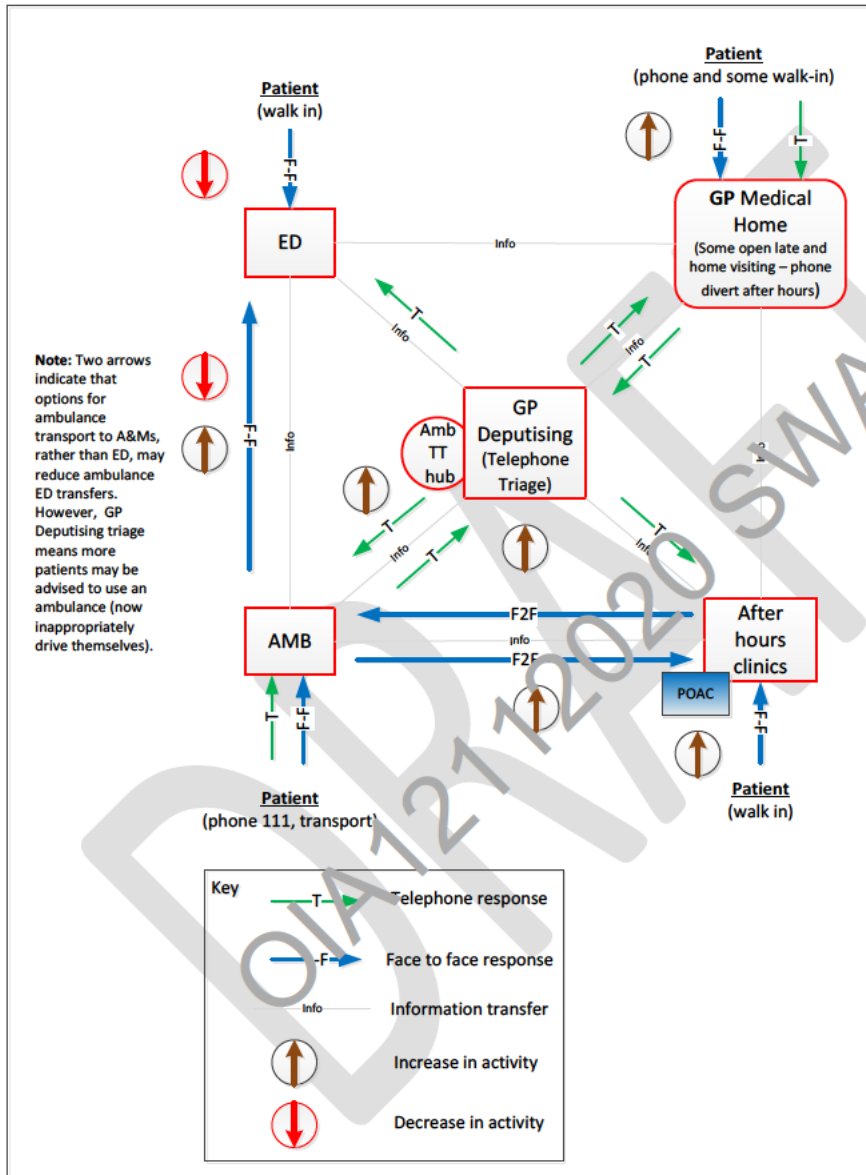 Patient
(phone and some walk-in)
Patient
(walk in)
F-F
F-F
T
ED
Info
GP Medical
Home
(Some open late and
home visiting – phone
divert after hours)
T
Info
T
Info
T
Note: Two arrows
indicate that
options for
ambulance
transport to A&Ms,
rather than ED, may
reduce ambulance
ED transfers.
However, GP
Deputising triage
means more
patients may be
advised to use an
ambulance (now
inappropriately
drive themselves).
F-F
Info
GP
Deputising
(Telephone
Triage)
Amb
TT
hub
T
Info
T
T
Info
AMB
F2F
Info
F2F
After
hours
clinics
POAC
T
F-F
F-F
Patient
(phone 111, transport)
Patient
(walk in)
Key
T
Telephone response
-F
Face to face response
Info
Information transfer
Increase in activity
Decrease in activity
DRAFT
OIA12112020 SWA